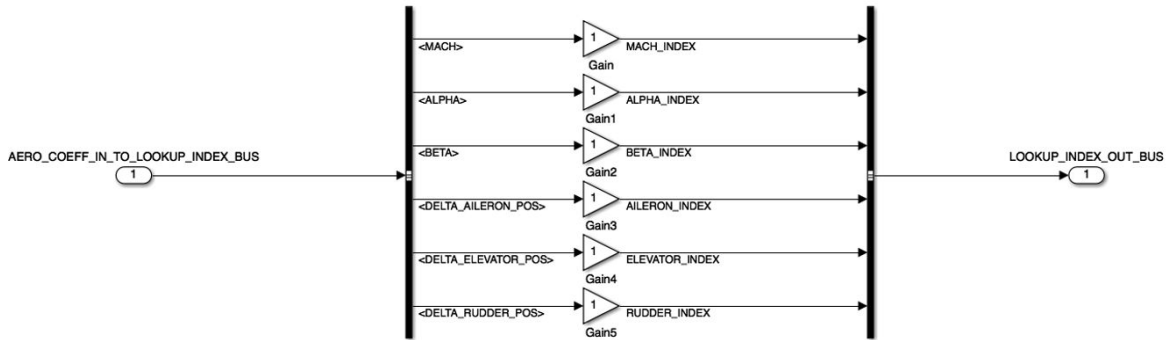 <MACH>
1
MACH_INDEX
Gain
<ALPHA>
1
ALPHA_INDEX
Gain1
AERO_COEFF_IN_TO_LOOKUP_INDEX_BUS
1
<BETA>
1
BETA_INDEX
Gain2
LOOKUP_INDEX_OUT_BUS
1
<DELTA_AILERON_POS>
1
AILERON_INDEX
Gain3
<DELTA_ELEVATOR_POS>
1
ELEVATOR_INDEX
Gain4
<DELTA_RUDDER_POS>
1
RUDDER_INDEX
Gain5